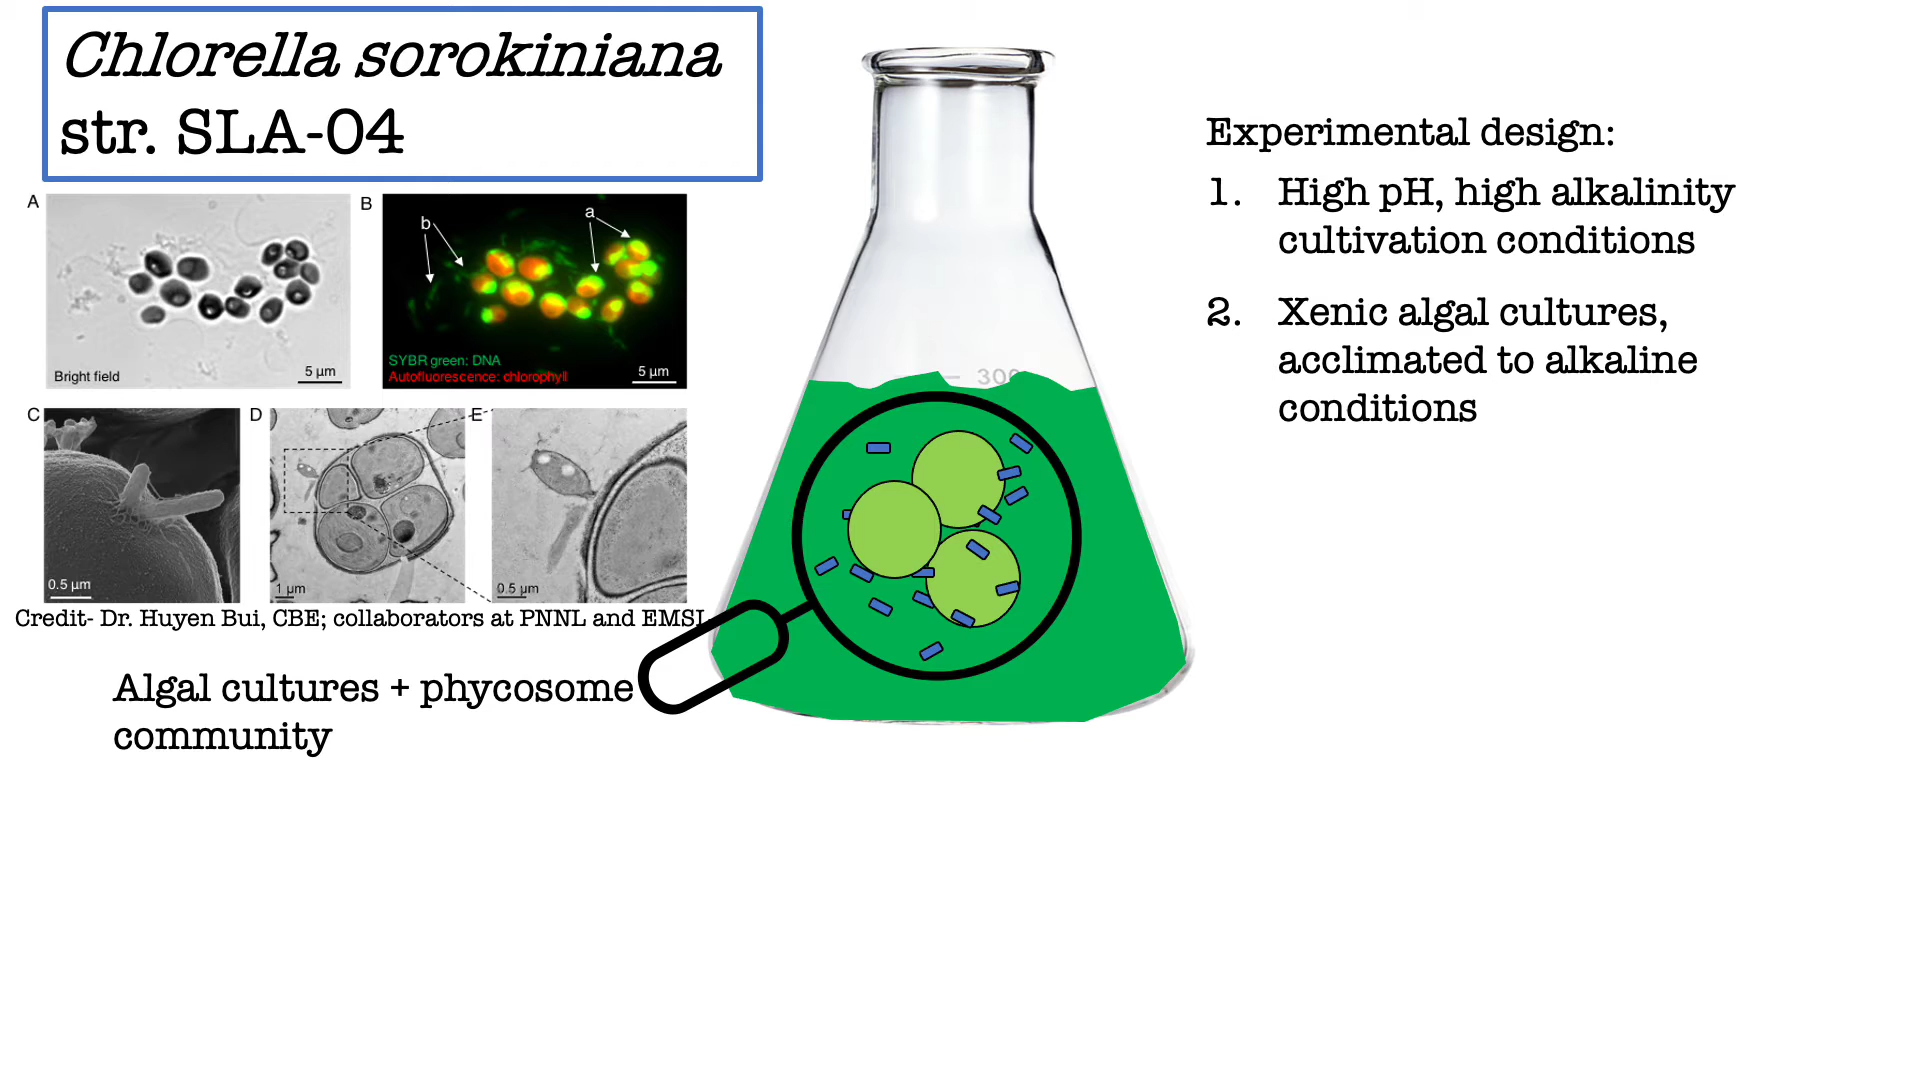 Chlorella sorokiniana
str. SLA-04
A
B
b
a
SYBR green: DNA
Autofluorescence: chlorophyll
Bright field
5 µm
5 µm
C
D
E
0.5 µm
1 µm
0.5 µm
Credit- Dr. Huyen Bui, CBE; collaborators at PNNL and EMSL
Algal cultures + phycosome
community
300
Experimental design:
1. High pH, high alkalinity
cultivation conditions
2. Xenic algal cultures,
acclimated to alkaline
conditions